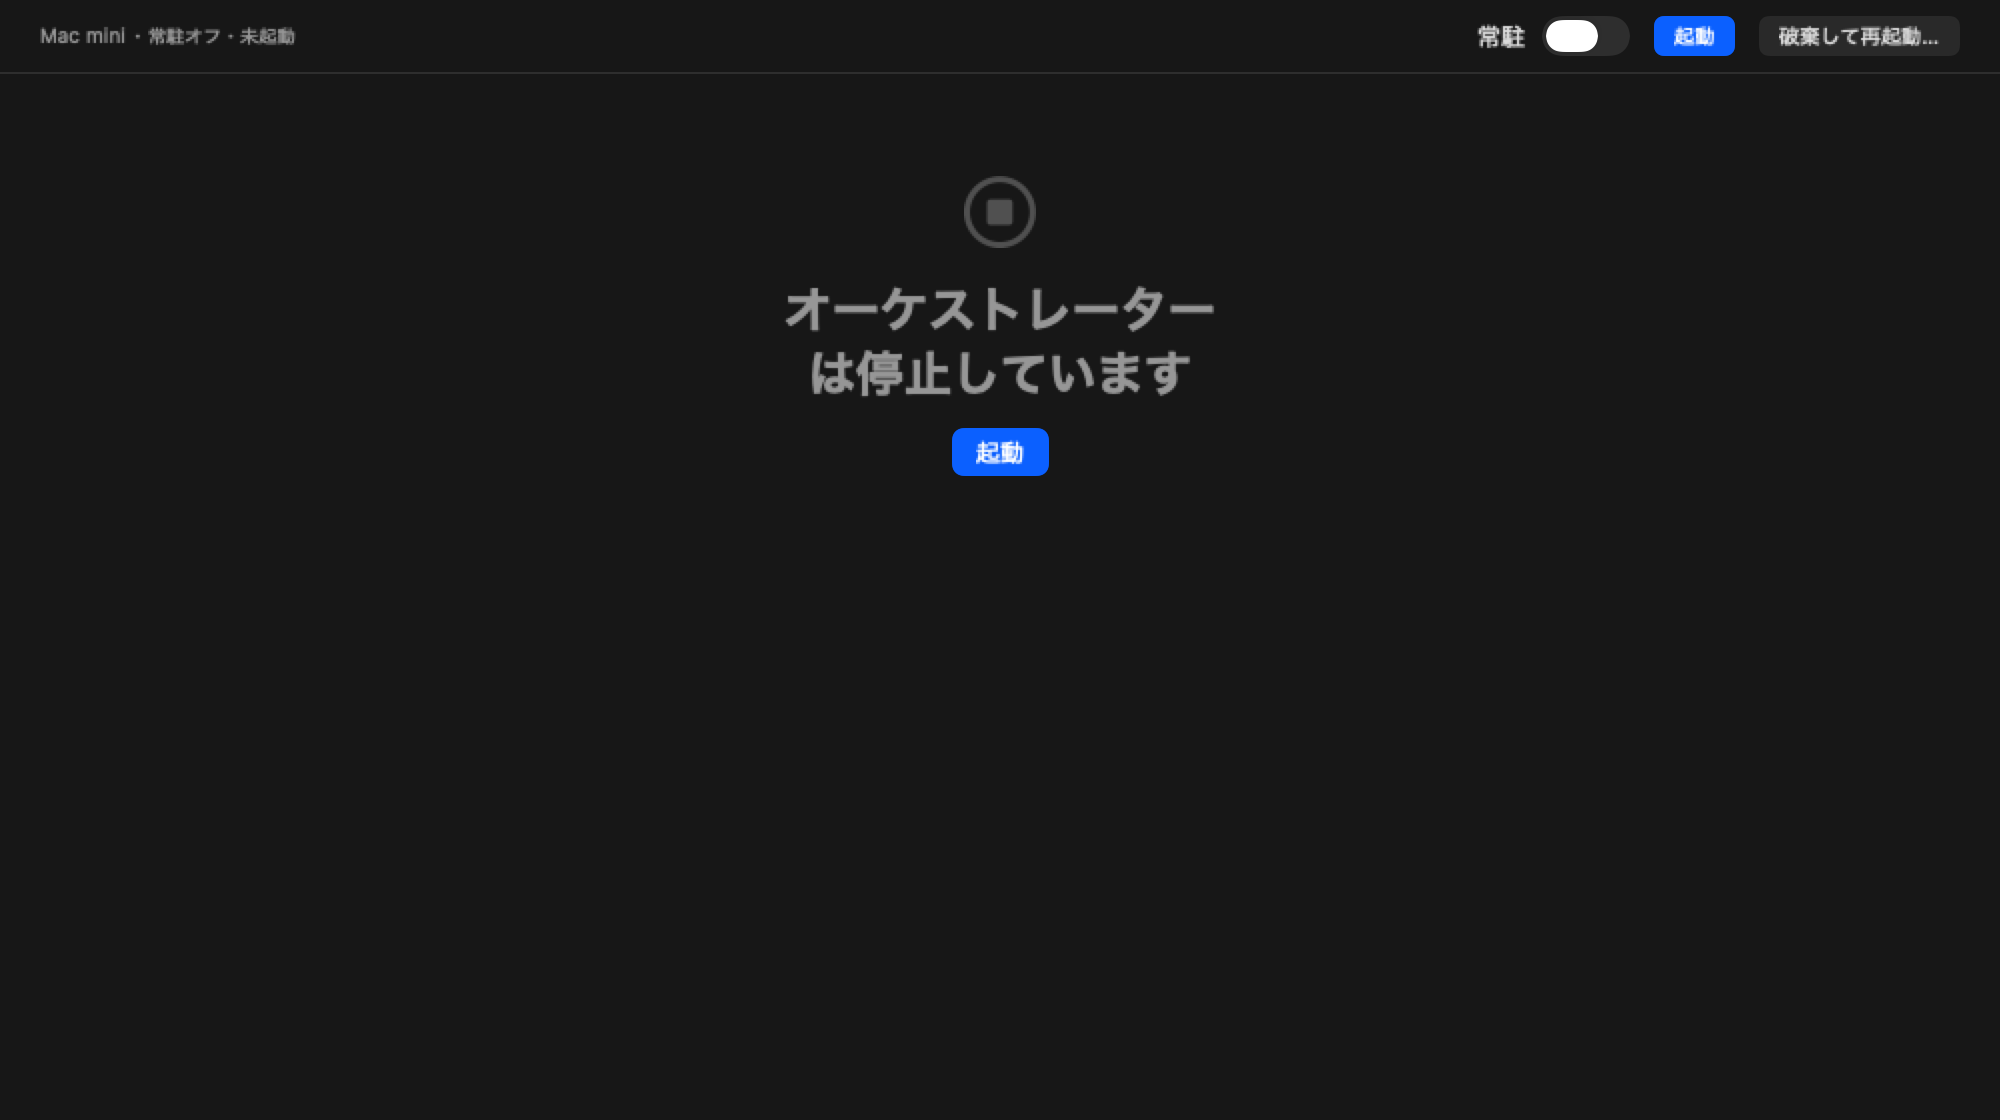 Mac mini・常駐オフ・未起動
常駐
起動
破棄して再起動...
オーケストレーター
は停止しています
起動